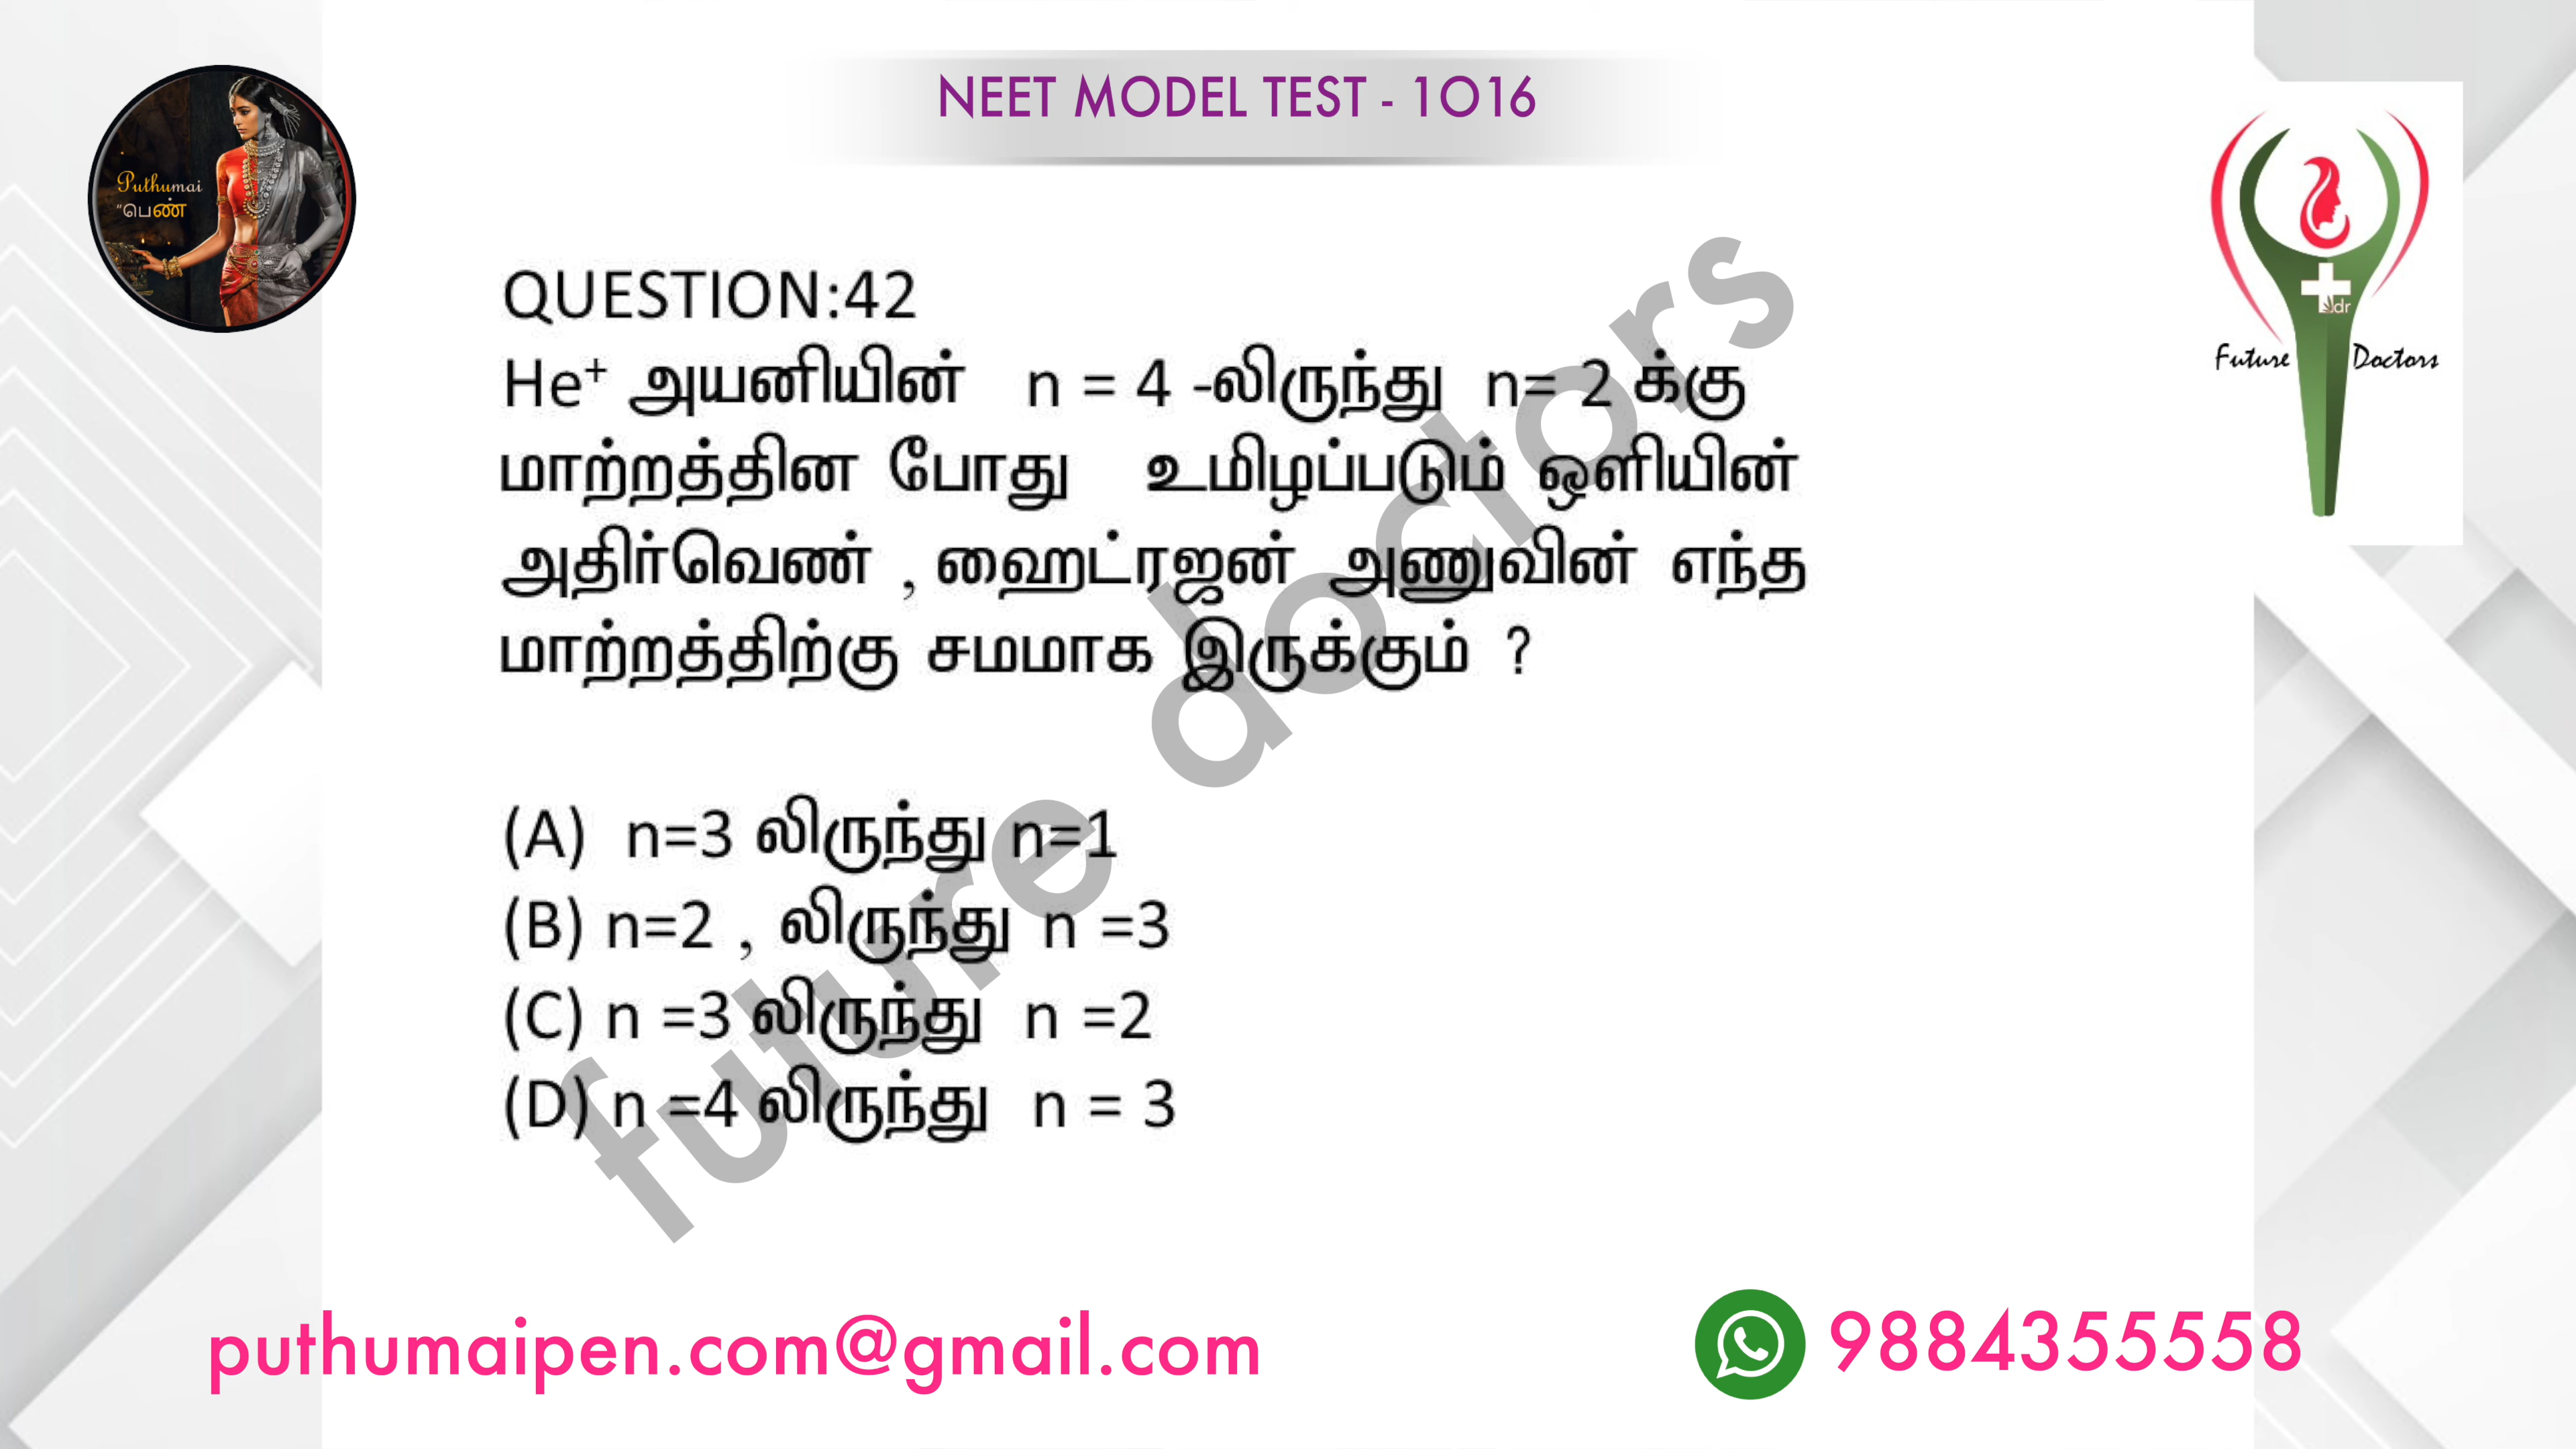 NEET MODEL TEST - 1O16
Puthumai
"பெண்
QUESTION:42
He⁺ அயனியின் n = 4 -லிருந்து n= 2 க்கு
மாற்றத்தின போது உமிழப்படும் ஒளியின்
அதிர்வெண் , ஹைட்ரஜன் அணுவின் எந்த
மாற்றத்திற்கு சமமாக இருக்கும் ?
(A) n=3 லிருந்து n=1
(B) n=2 , லிருந்து n =3
(C) n =3 லிருந்து n =2
(D) n =4 லிருந்து n = 3
future doctors
dr
Future Doctors
puthumaipen.com@gmail.com
9884355558